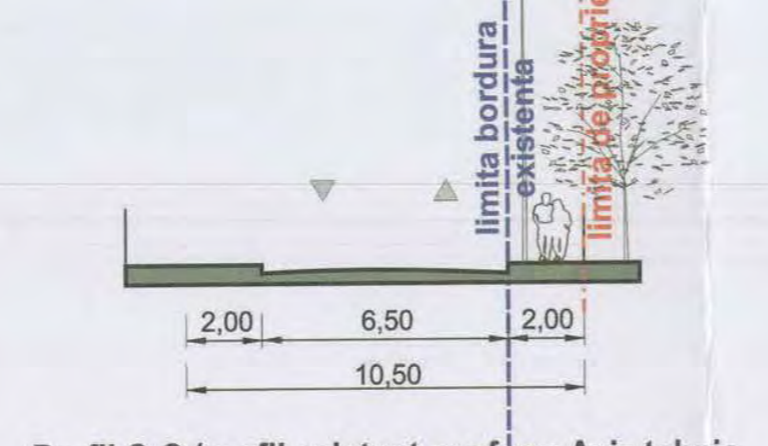 limita bordura
existenta
limita de proprie
2,00 6,50 2,00
10,50